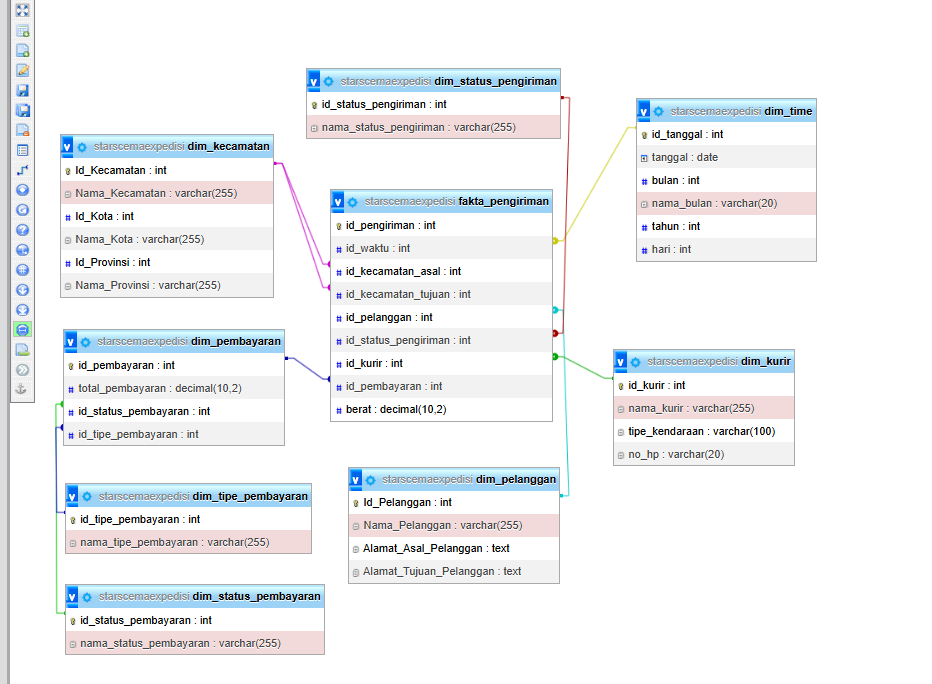 starscemaexpedisi dim_status_pengiriman
id_status_pengiriman : int
nama_status_pengiriman : varchar(255)
starscemaexpedisi dim_time
id_tanggal : int
tanggal : date
bulan : int
nama_bulan : varchar(20)
tahun : int
hari : int
starscemaexpedisi dim_kecamatan
Id_Kecamatan : int
Nama_Kecamatan : varchar(255)
Id_Kota : int
Nama_Kota : varchar(255)
Id_Provinsi : int
Nama_Provinsi : varchar(255)
starscemaexpedisi fakta_pengiriman
id_pengiriman : int
id_waktu : int
id_kecamatan_asal : int
id_kecamatan_tujuan : int
id_pelanggan : int
id_status_pengiriman : int
id_kurir : int
id_pembayaran : int
berat : decimal(10,2)
starscemaexpedisi dim_pembayaran
id_pembayaran : int
total_pembayaran : decimal(10,2)
id_status_pembayaran : int
id_tipe_pembayaran : int
starscemaexpedisi dim_kurir
id_kurir : int
nama_kurir : varchar(255)
tipe_kendaraan : varchar(100)
no_hp : varchar(20)
starscemaexpedisi dim_pelanggan
Id_Pelanggan : int
Nama_Pelanggan : varchar(255)
Alamat_Asal_Pelanggan : text
Alamat_Tujuan_Pelanggan : text
starscemaexpedisi dim_tipe_pembayaran
id_tipe_pembayaran : int
nama_tipe_pembayaran : varchar(255)
starscemaexpedisi dim_status_pembayaran
id_status_pembayaran : int
nama_status_pembayaran : varchar(255)